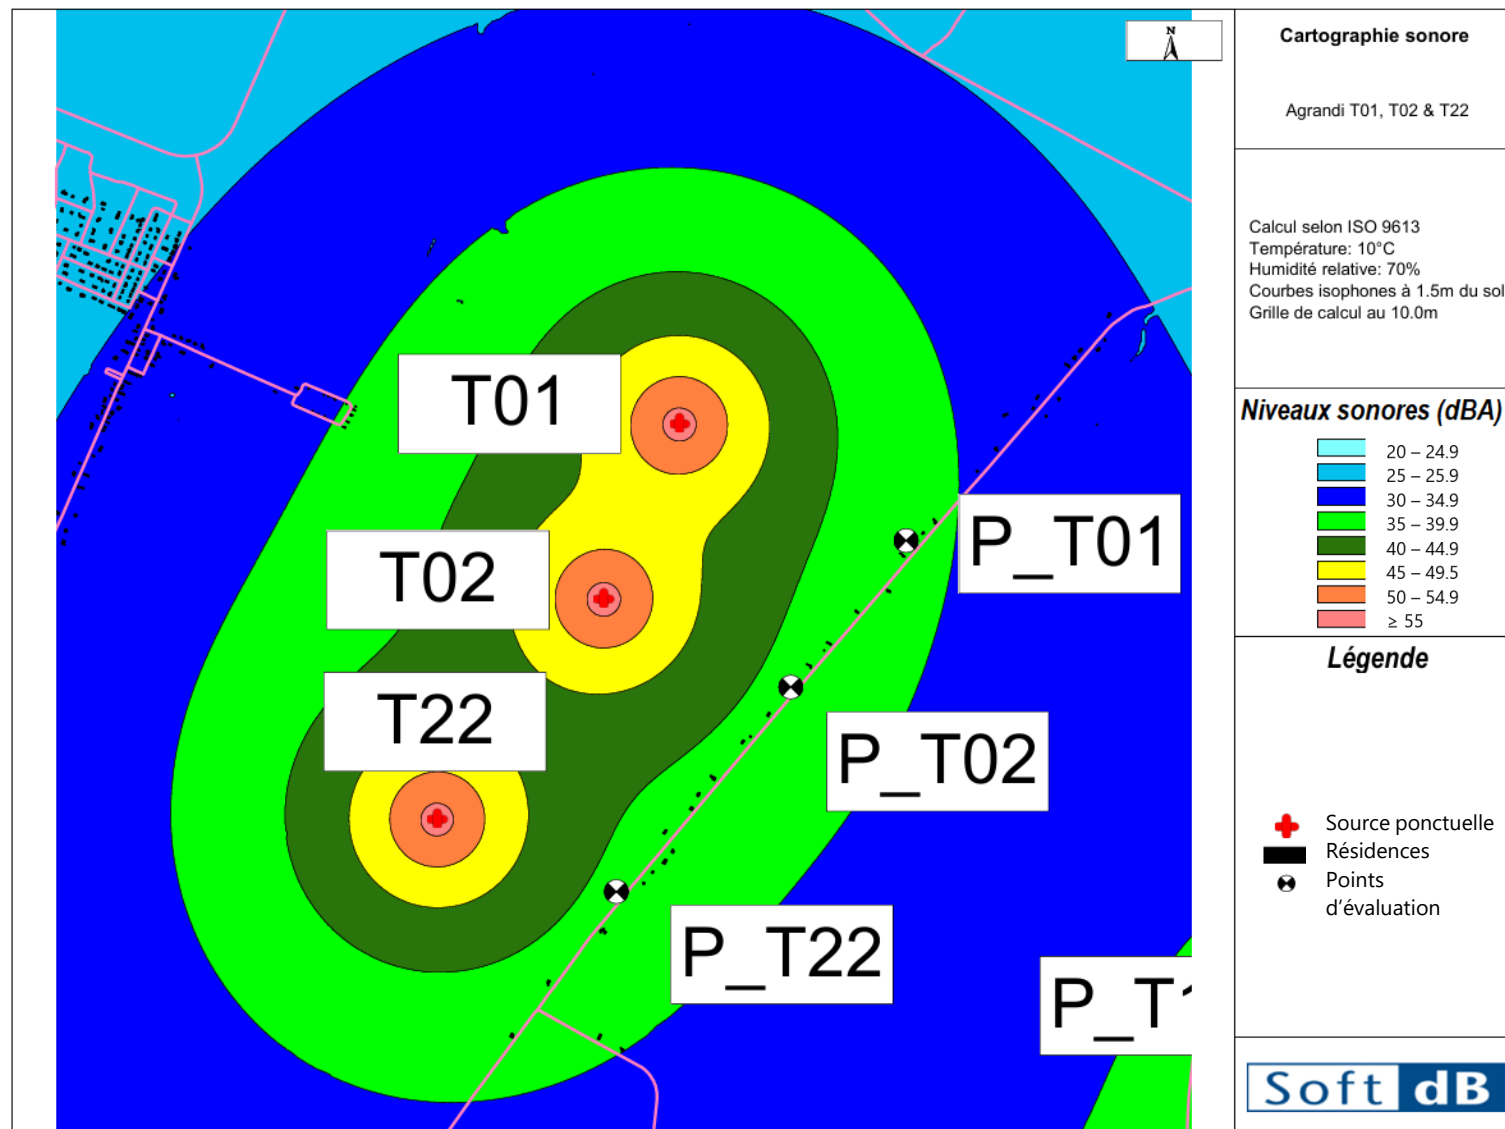 N
T01
T02
T22
P_T01
P_T02
P_T22
P_T1
Cartographie sonore
Agrandi T01, T02 & T22
Calcul selon ISO 9613
Température: 10°C
Humidité relative: 70%
Courbes isophones à 1.5m du sol
Grille de calcul au 10.0m
Niveaux sonores (dBA)
20 – 24.9
25 – 25.9
30 – 34.9
35 – 39.9
40 – 44.9
45 – 49.5
50 – 54.9
≥ 55
Légende
Source ponctuelle
Résidences
Points
d'évaluation
Soft dB